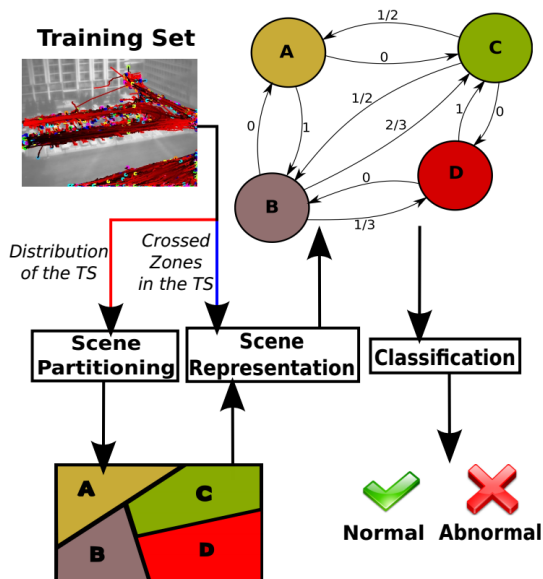 Training Set
A
C
B
D
1/2
0
1/2
2/3
0
1
1
0
0
1/3
Distribution
of the TS
Crossed
Zones
in the TS
Scene
Partitioning
Scene
Representation
Classification
A
C
B
D
Normal
Abnormal